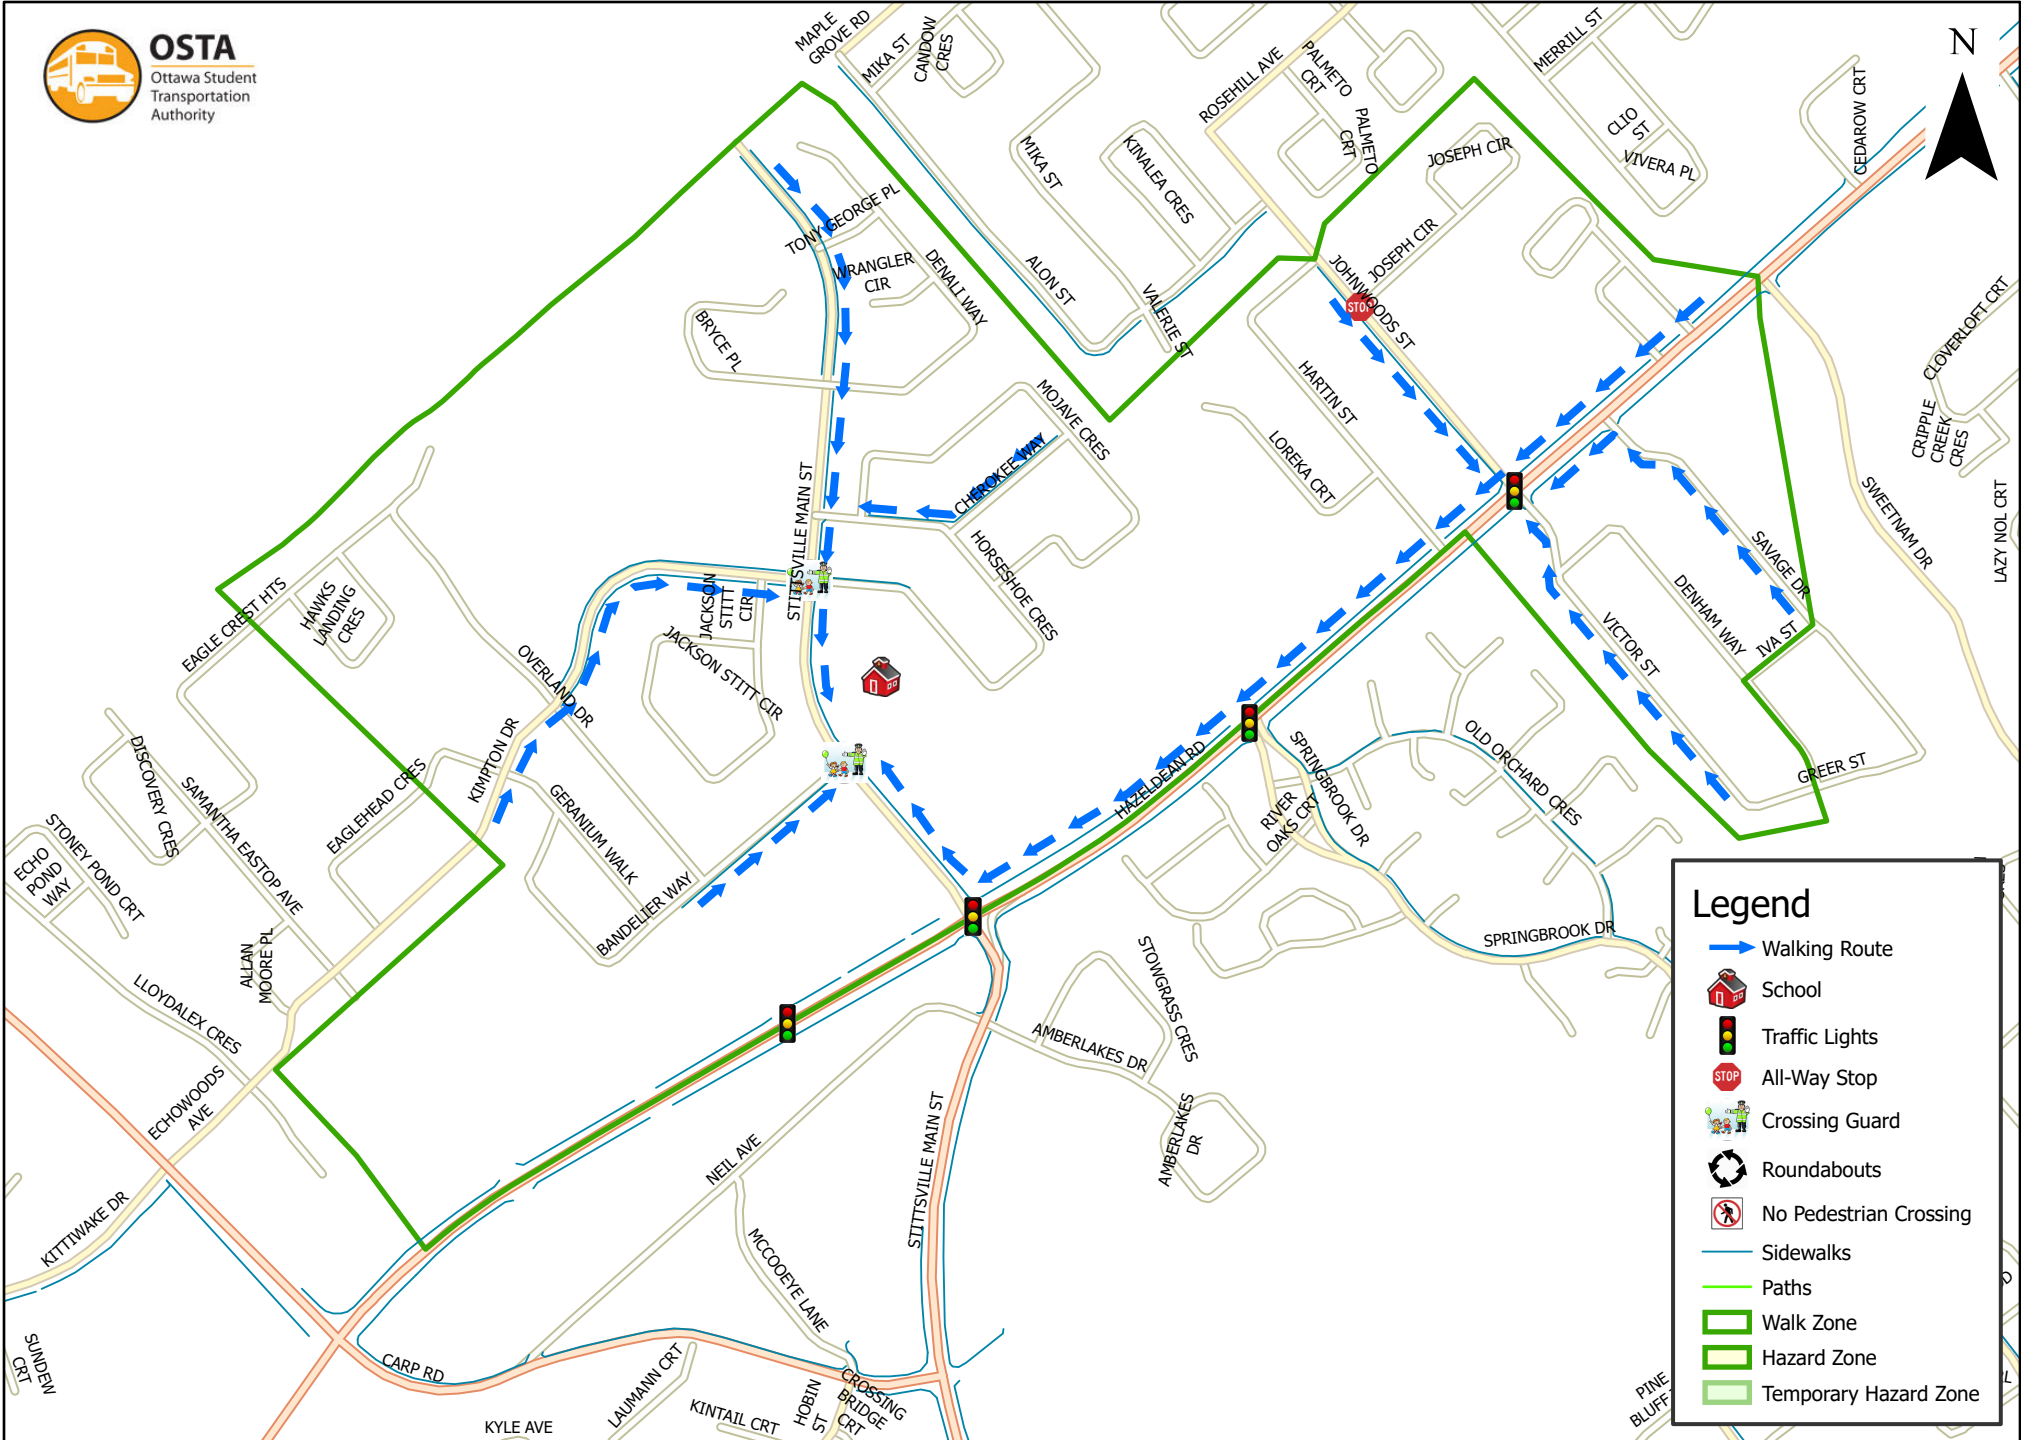 OSTA
Ottawa Student
Transportation
Authority
N
MAPLE
GROVE RD
MIKA ST
CANDOW
CRES
ROSEHILL AVE
PALMETO
CRT
PALMETO
CRT
MERRILL ST
CLIO
ST
VIVERA PL
CEDAROW CRT
JOSEPH CIR
MIKA ST
KINALEA CRES
TONY GEORGE PL
WRANGLER
CIR
DENALI WAY
ALON ST
VALERIE ST
JOSEPH CIR
JOHNWOODS ST
STOP
BRYCE PL
HARTIN ST
CLOVERLOFT CRT
MOJAVE CRES
CHEROKEE WAY
LOREKA CRT
CRIPPLE
CREEK
CRES
STITTSVILLE MAIN ST
SWEETNAM DR
LAZY NOL CRT
HORSESHOE CRES
SAVAGE DR
EAGLE CREST HTS
HAWKS
LANDING
CRES
JACKSON
STITT
CIR
JACKSON STITT CIR
DENHAM WAY
IVA ST
VICTOR ST
OVERLAND DR
KIMPTON DR
DISCOVERY CRES
SAMANTHA EASTOP AVE
EAGLEHEAD CRES
GERANIUM WALK
HAZELDEAN RD
SPRINGBROOK DR
RIVER
OAKS CRT
OLD ORCHARD CRES
GREER ST
STONEY POND CRT
ECHO
POND
WAY
BANDELIER WAY
ALLAN
MOORE PL
SPRINGBROOK DR
STOWGRASS CRES
LLOYDALEX CRES
AMBERLAKES DR
ECHOWOODS
AVE
AMBERLAKES
DR
NEIL AVE
STITTSVILLE MAIN ST
KITTIWAKE DR
MCCOOEYE LANE
SUNDEW
CRT
CARP RD
LAUMANN CRT
KYLE AVE
KINTAIL CRT
HOBIN
ST
CROSSING
BRIDGE
CRT
PINE
BLUFF
Legend
Walking Route
School
Traffic Lights
STOP
All-Way Stop
Crossing Guard
Roundabouts
No Pedestrian Crossing
Sidewalks
Paths
Walk Zone
Hazard Zone
Temporary Hazard Zone